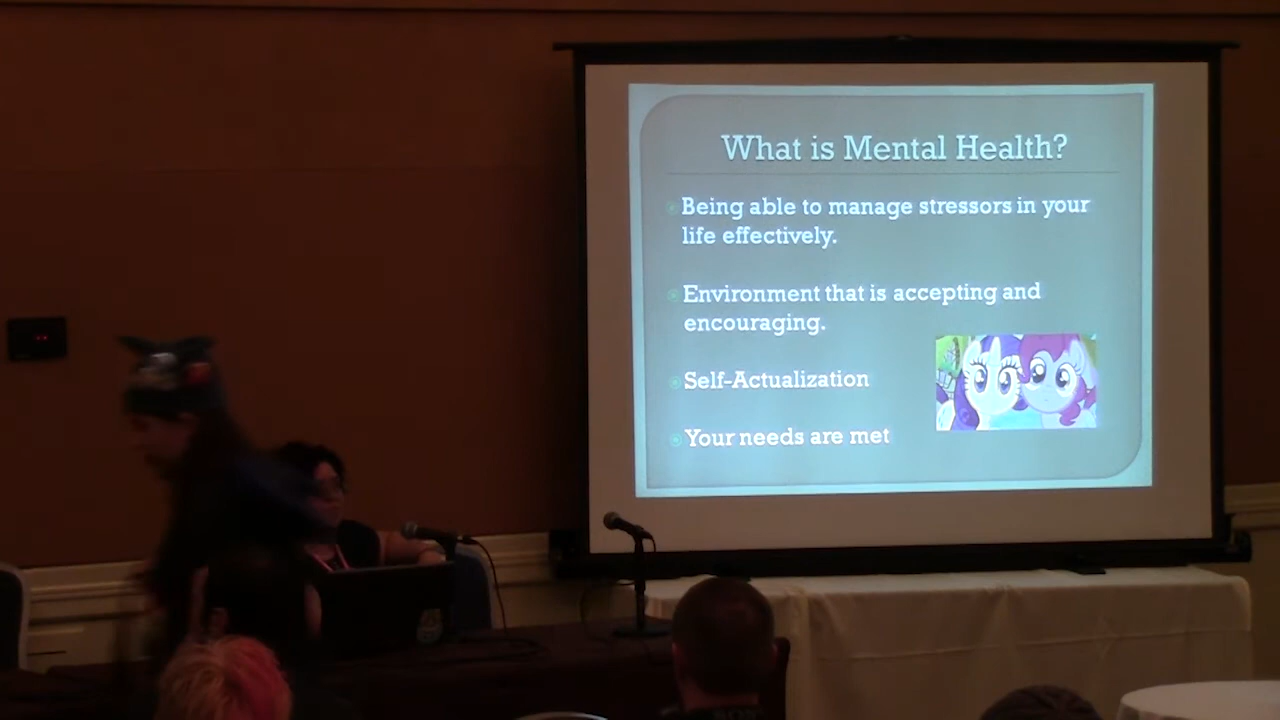 What is Mental Health?
Being able to manage stressors in your
life effectively.
Environment that is accepting and
encouraging.
Self-Actualization
Your needs are met